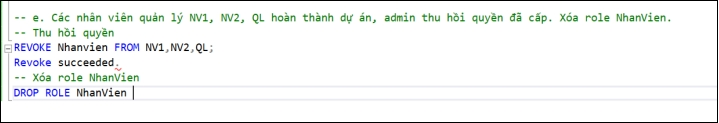 -- e. Các nhân viên quản lý NV1, NV2, QL hoàn thành dự án, admin thu hồi quyền đã cấp. Xóa role NhanVien.
-- Thu hồi quyền
REVOKE Nhanvien FROM NV1,NV2,QL;
Revoke succeeded.
-- Xóa role NhanVien
DROP ROLE NhanVien